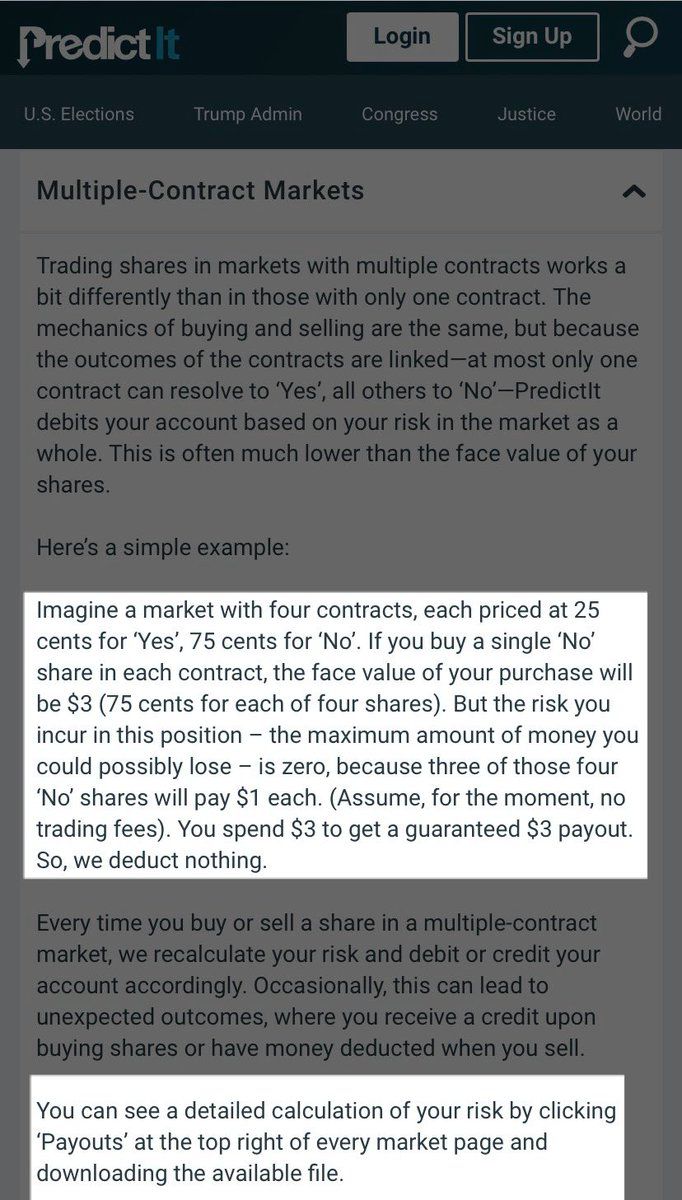 PredictIt
Login
Sign Up
U.S. Elections
Trump Admin
Congress
Justice
World
Multiple-Contract Markets
Trading shares in markets with multiple contracts works a
bit differently than in those with only one contract. The
mechanics of buying and selling are the same, but because
the outcomes of the contracts are linked—at most only one
contract can resolve to ‘Yes’, all others to ‘No’—PredictIt
debits your account based on your risk in the market as a
whole. This is often much lower than the face value of your
shares.
Here’s a simple example:
Imagine a market with four contracts, each priced at 25
cents for ‘Yes’, 75 cents for ‘No’. If you buy a single ‘No’
share in each contract, the face value of your purchase will
be $3 (75 cents for each of four shares). But the risk you
incur in this position – the maximum amount of money you
could possibly lose – is zero, because three of those four
‘No’ shares will pay $1 each. (Assume, for the moment, no
trading fees). You spend $3 to get a guaranteed $3 payout.
So, we deduct nothing.
Every time you buy or sell a share in a multiple-contract
market, we recalculate your risk and debit or credit your
account accordingly. Occasionally, this can lead to
unexpected outcomes, where you receive a credit upon
buying shares or have money deducted when you sell.
You can see a detailed calculation of your risk by clicking
‘Payouts’ at the top right of every market page and
downloading the available file.